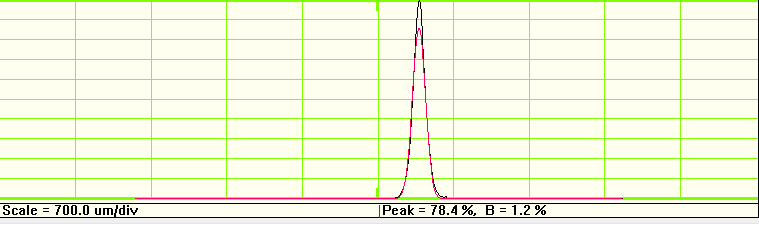 Scale = 700.0 um/div
Peak = 78.4 %, B = 1.2 %